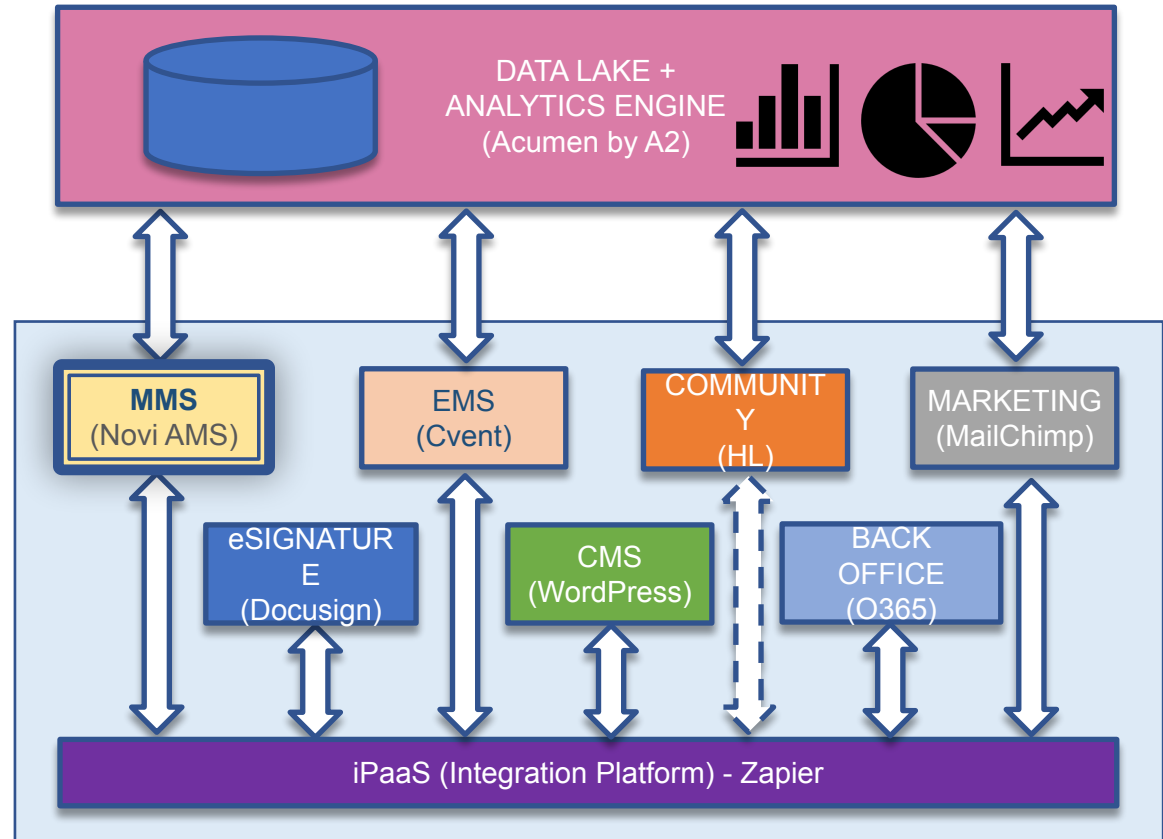 DATA LAKE +
ANALYTICS ENGINE
(Acumen by A2)
MMS
(Novi AMS)
EMS
(Cvent)
COMMUNIT
Y
(HL)
MARKETING
(MailChimp)
eSIGNATUR
E
(Docusign)
CMS
(WordPress)
BACK
OFFICE
(O365)
iPaaS (Integration Platform) - Zapier